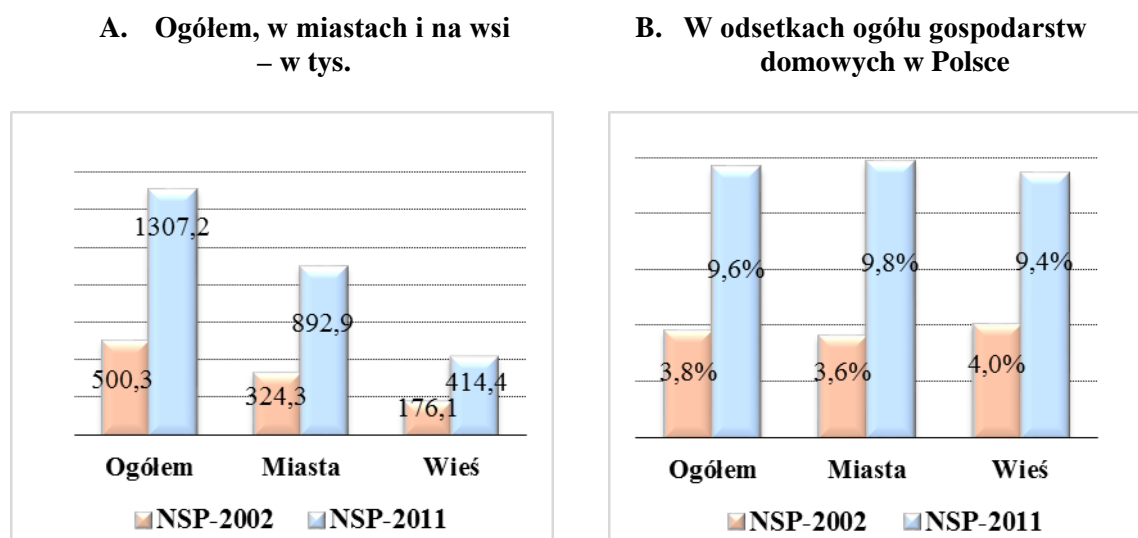 A. Ogółem, w miastach i na wsi
– w tys.
1307,2
892,9
500,3
324,3
414,4
176,1
Ogółem Miasta Wieś
NSP-2002 NSP-2011
B. W odsetkach ogółu gospodarstw
domowych w Polsce
9,6% 9,8% 9,4%
3,8% 3,6% 4,0%
Ogółem Miasta Wieś
NSP-2002 NSP-2011